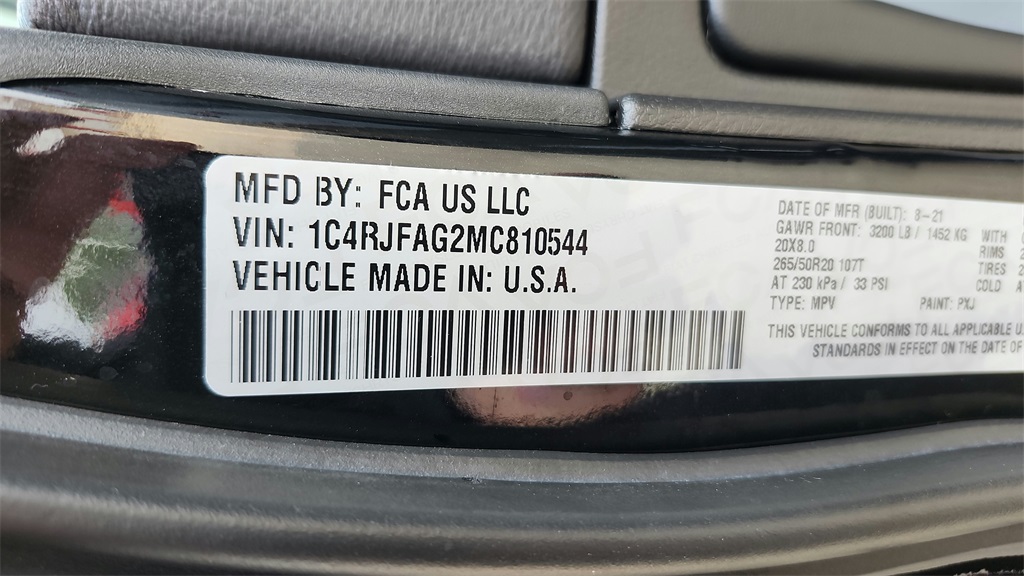 MFD BY: FCA US LLC
VIN: 1C4RJFAG2MC810544
VEHICLE MADE IN: U.S.A.
DATE OF MFR (BUILT): 8-21
GAWR FRONT: 3200 LB / 1452 KG WITH
20X8.0 RIMS
265/50R20 107T TIRES
AT 230 kPa / 33 PSI COLD
TYPE: MPV PAINT: PXJ
THIS VEHICLE CONFORMS TO ALL APPLICABLE
STANDARDS IN EFFECT ON THE DATE OF